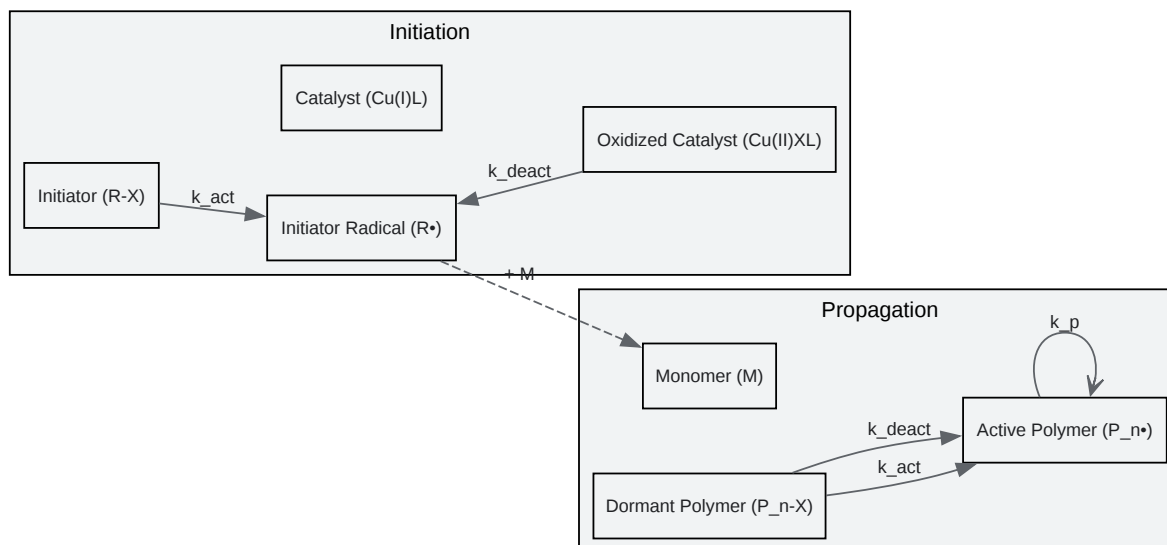 Initiation
Catalyst (Cu(I)L)
Oxidized Catalyst (Cu(II)XL)
k_deact
Initiator (R-X)
k_act
Initiator Radical (R•)
+ M
Propagation
k_p
Monomer (M)
Active Polymer (P_n•)
k_deact
k_act
Dormant Polymer (P_n-X)